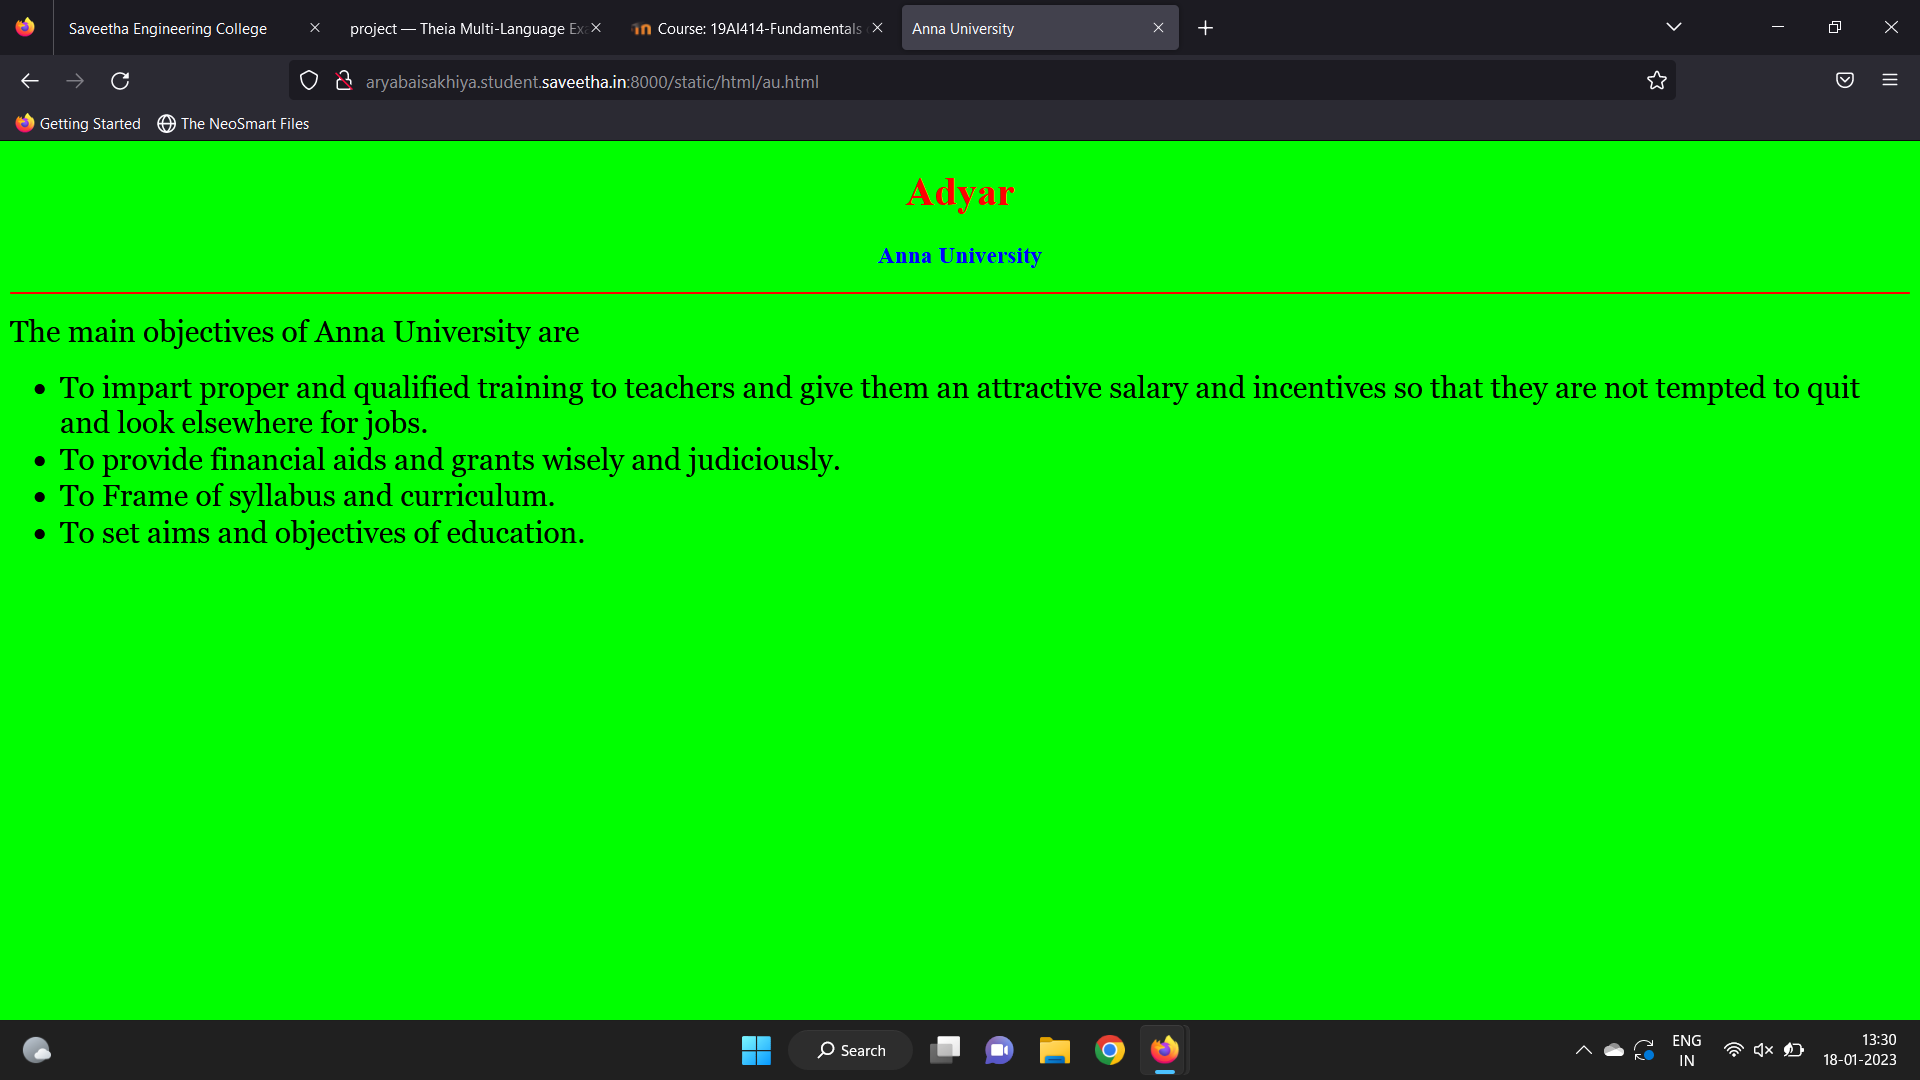 Saveetha Engineering College
project — Theia Multi-Language Ex
Course: 19AI414-Fundamentals
Anna University
aryabaisakhiya.student.saveetha.in:8000/static/html/au.html
Getting Started
The NeoSmart Files
Adyar
Anna University
The main objectives of Anna University are
• To impart proper and qualified training to teachers and give them an attractive salary and incentives so that they are not tempted to quit
and look elsewhere for jobs.
• To provide financial aids and grants wisely and judiciously.
• To Frame of syllabus and curriculum.
• To set aims and objectives of education.
Search
ENG
IN
13:30
18-01-2023